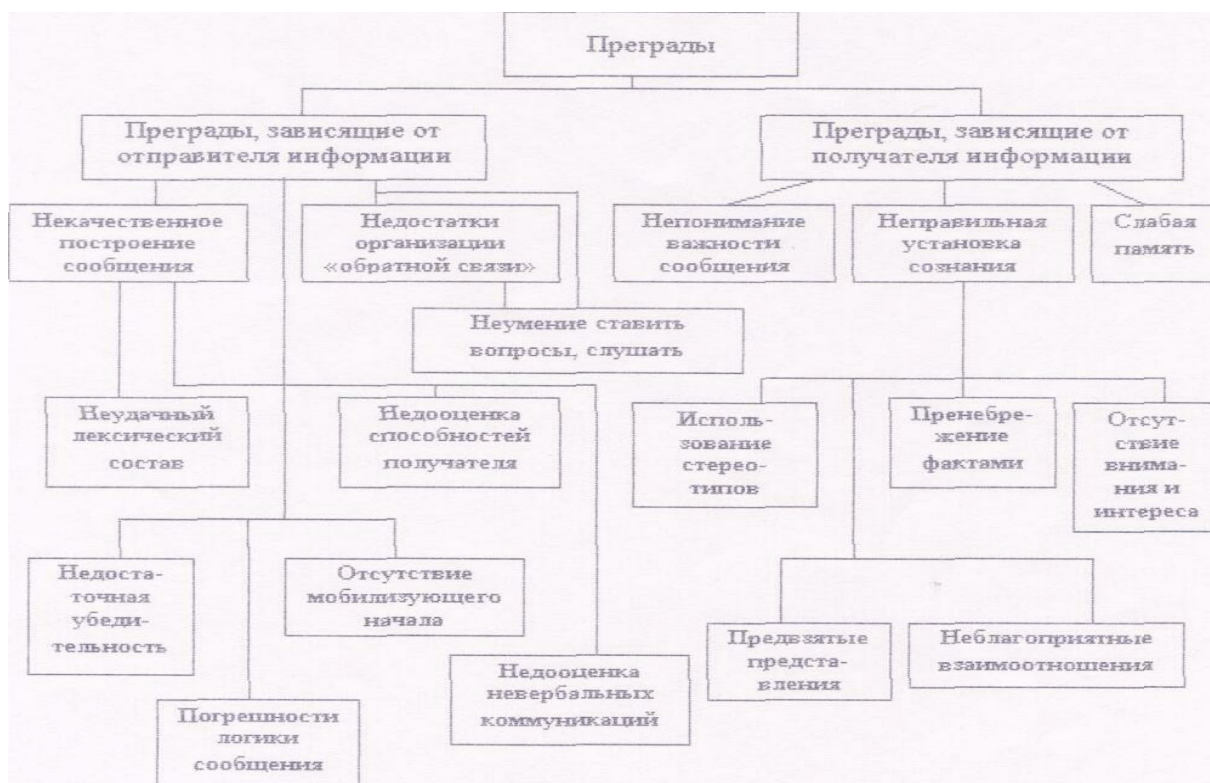 Преграды
Преграды, зависящие от
отправителя информации
Преграды, зависящие от
получателя информации
Некачественное
построение
сообщения
Недостатки
организации
«обратной связи»
Непонимание
важности
сообщения
Неправильная
установка
сознания
Слабая
память
Неумение ставить
вопросы, слушать
Неудачный
лексический
состав
Недооценка
способностей
получателя
Исполь-
зование
стерео-
типов
Пренебре-
жение
фактами
Отсут-
ствие
внима-
ния и
интереса
Недоста-
точная
убеди-
тельность
Отсутствие
мобилизующего
начала
Предвзятые
предста-
вления
Неблагоприятные
взаимоотношения
Недооценка
невербальных
коммуникаций
Погрешности
логики
сообщения